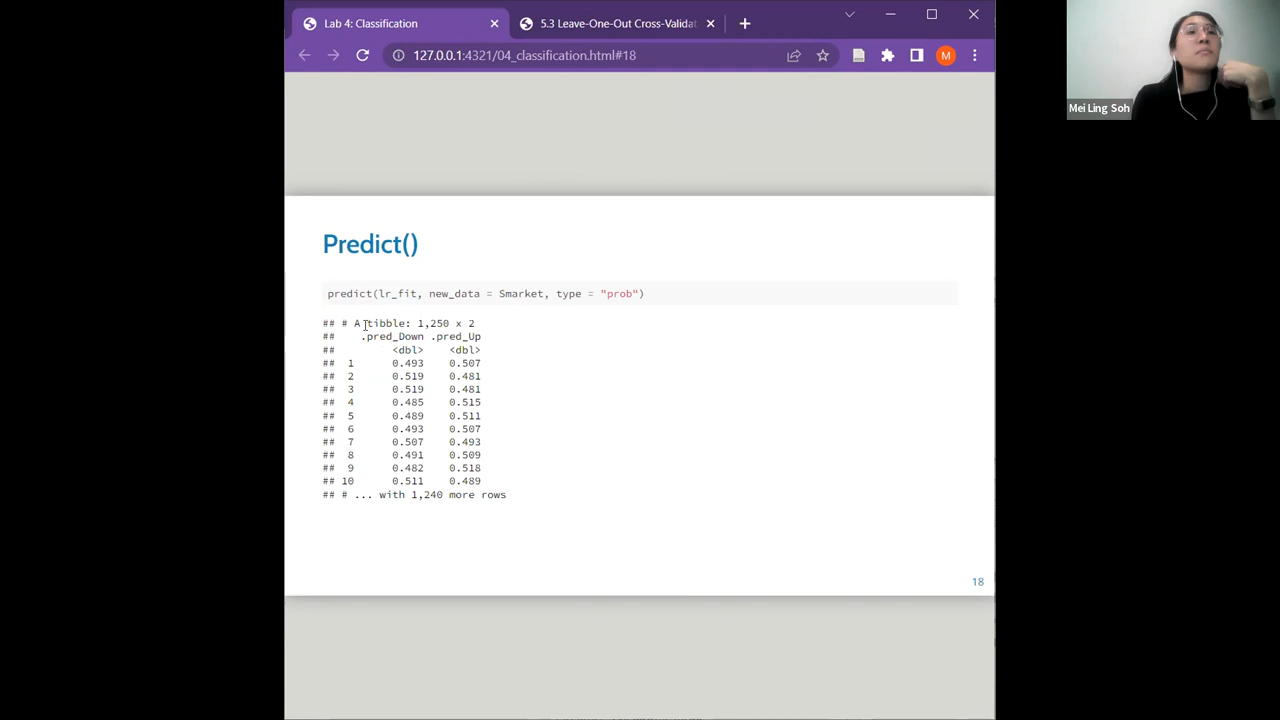 Lab 4: Classification
5.3 Leave-One-Out Cross-Validat
127.0.0.1:4321/04_classification.html#18
M
Mei Ling Soh
Predict()
predict(lr_fit, new_data = Smarket, type = "prob")
## # A tibble: 1,250 x 2
##    .pred_Down .pred_Up
##         <dbl>    <dbl>
##  1      0.493    0.507
##  2      0.519    0.481
##  3      0.519    0.481
##  4      0.485    0.515
##  5      0.489    0.511
##  6      0.493    0.507
##  7      0.507    0.493
##  8      0.491    0.509
##  9      0.482    0.518
## 10      0.511    0.489
## # ... with 1,240 more rows
18